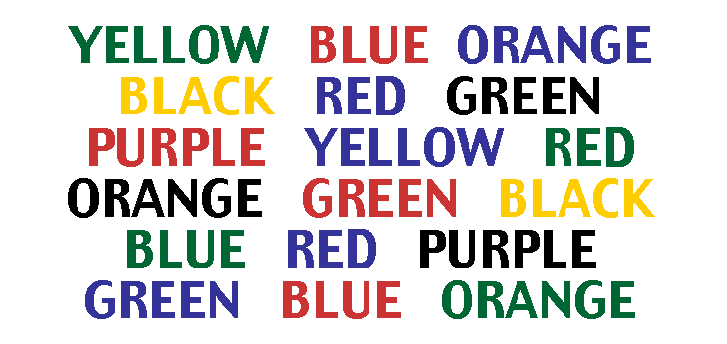 YELLOW BLUE ORANGE
BLACK RED GREEN
PURPLE YELLOW RED
ORANGE GREEN BLACK
BLUE RED PURPLE
GREEN BLUE ORANGE